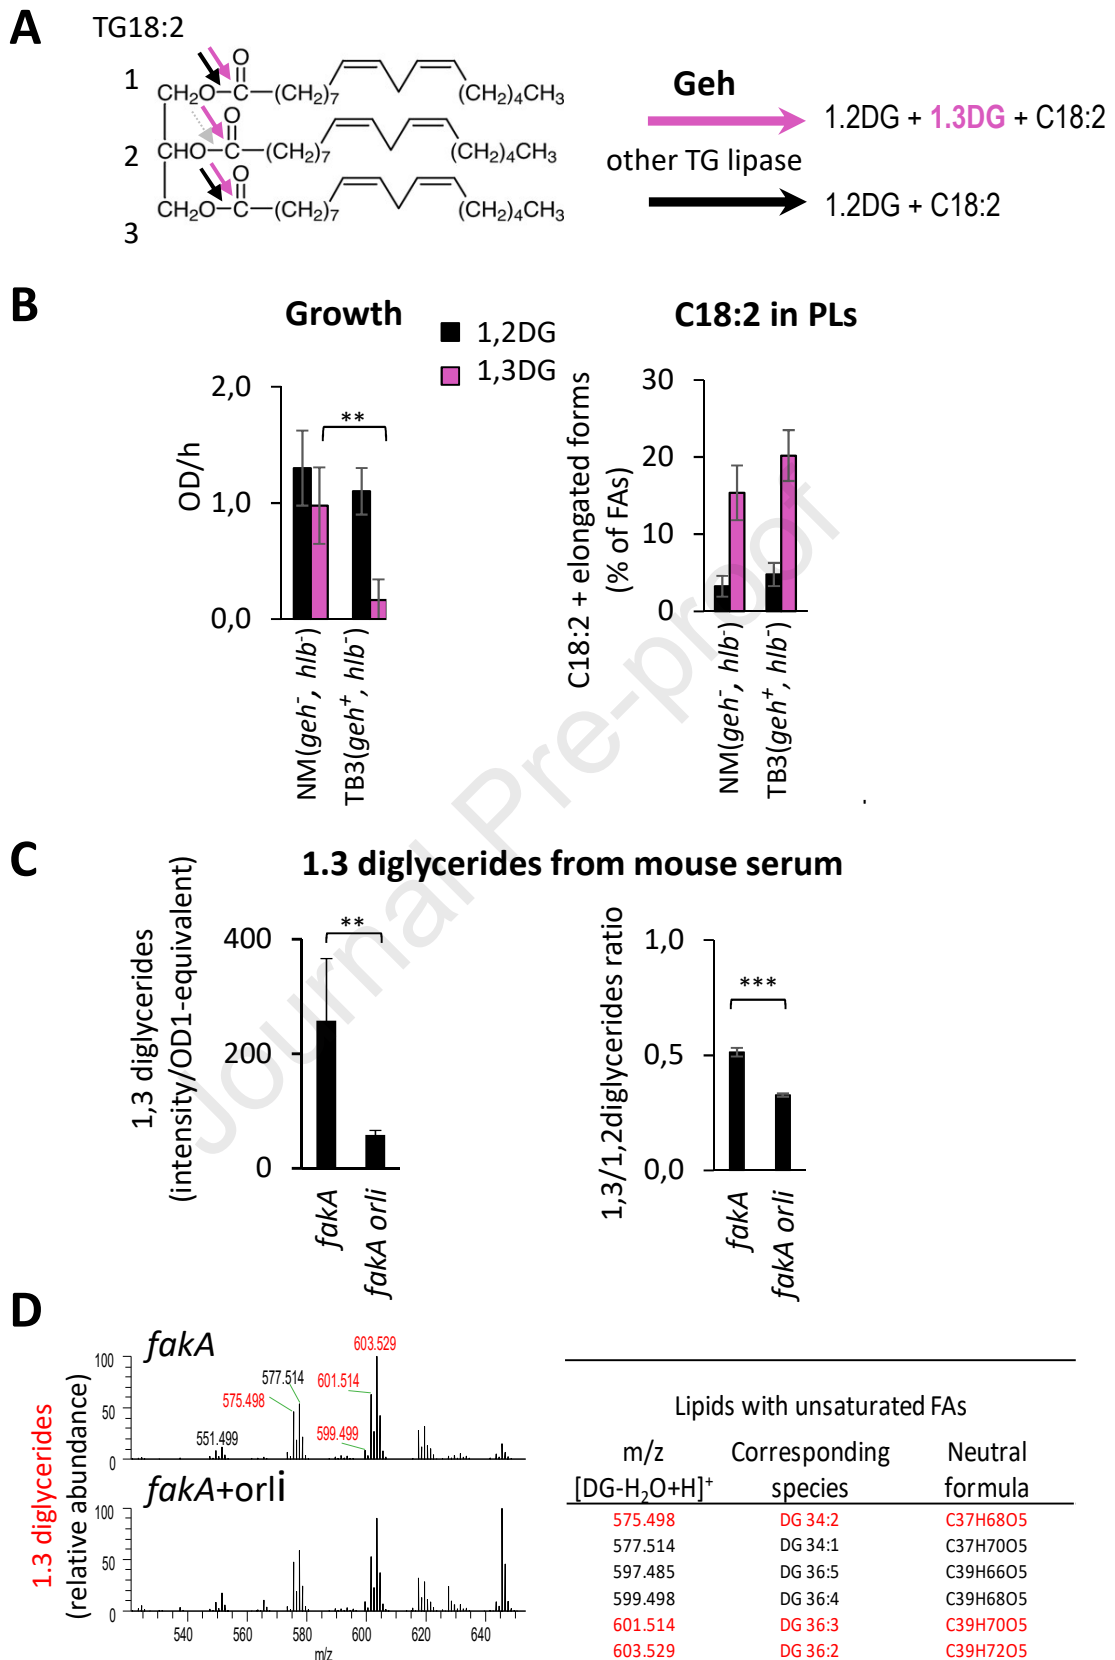 A
TG18:2
1
CH2O C (CH2)7 (CH2)4CH3
O
2
CHO C (CH2)7 (CH2)4CH3
O
CH2O C (CH2)7 (CH2)4CH3
O
3
Geh
1.2DG + 1.3DG + C18:2
other TG lipase
1.2DG + C18:2
B
Growth
1,2DG
1,3DG
OD/h
2,0
1,0
0,0
**
NM(geh-, hlb-)
TB3(geh+, hlb-)
C18:2 in PLs
C18:2 + elongated forms
(% of FAs)
30
20
10
0
NM(geh-, hlb-)
TB3(geh+, hlb-)
Journal Pre-proof
C
1.3 diglycerides from mouse serum
1,3 diglycerides
(intensity/OD1-equivalent)
400
200
0
**
fakA
fakA orli
1,3/1,2diglycerides ratio
1,0
0,5
0,0
***
fakA
fakA orli
D
1.3 diglycerides
(relative abundance)
fakA
100
50
0
551.499
575.498
577.514
599.499
601.514
603.529
fakA+orli
100
50
0
540 560 580 600 620 640
m/z
Lipids with unsaturated FAs
m/z Corresponding Neutral
[DG-H2O+H]+ species formula
575.498 DG 34:2 C37H68O5
577.514 DG 34:1 C37H70O5
597.485 DG 36:5 C39H66O5
599.498 DG 36:4 C39H68O5
601.514 DG 36:3 C39H70O5
603.529 DG 36:2 C39H72O5